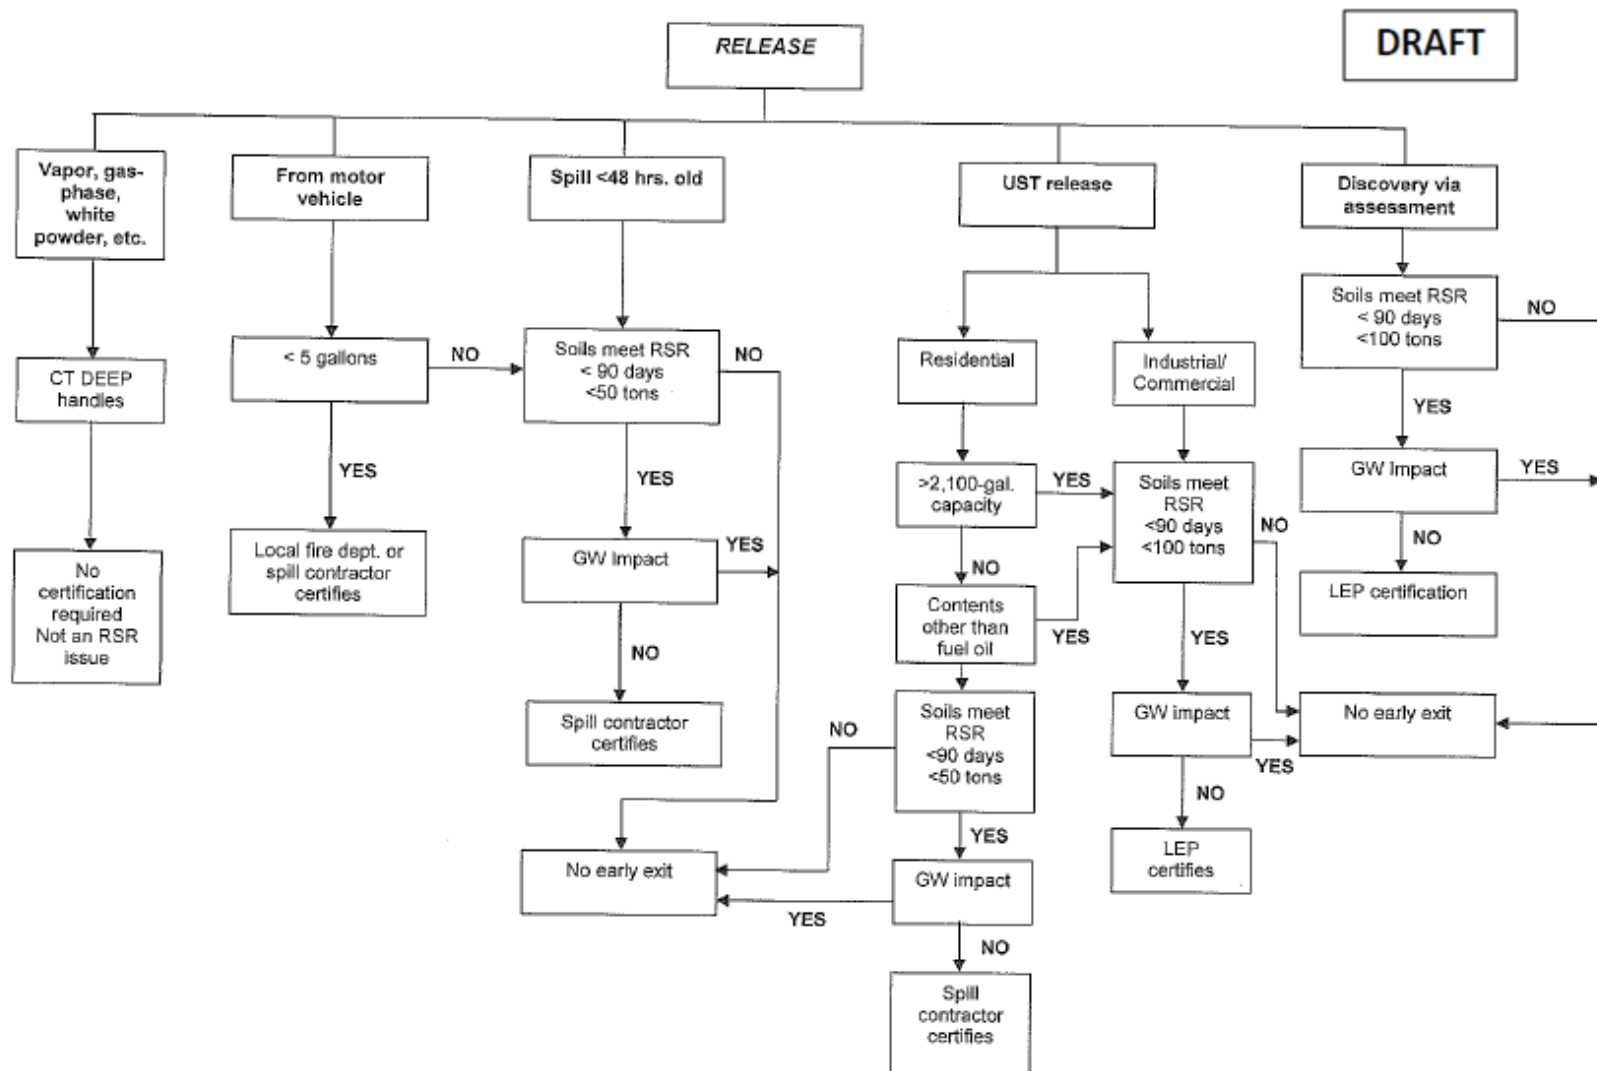 RELEASE
DRAFT
Vapor, gas-
phase,
white
powder, etc.
From motor
vehicle
Spill <48 hrs. old
UST release
Discovery via
assessment
CT DEEP
handles
No
certification
required
Not an RSR
issue
< 5 gallons
NO
YES
Local fire dept. or
spill contractor
certifies
Soils meet RSR
< 90 days
<50 tons
NO
YES
GW Impact
YES
NO
Spill contractor
certifies
No early exit
Residential
>2,100-gal.
capacity
YES
NO
Contents
other than
fuel oil
YES
Soils meet
RSR
<90 days
<50 tons
NO
YES
GW impact
YES
NO
Spill
contractor
certifies
Industrial/
Commercial
Soils meet
RSR
<90 days
<100 tons
NO
YES
GW impact
YES
NO
LEP
certifies
Soils meet RSR
< 90 days
<100 tons
NO
YES
GW Impact
YES
NO
LEP certification
No early exit